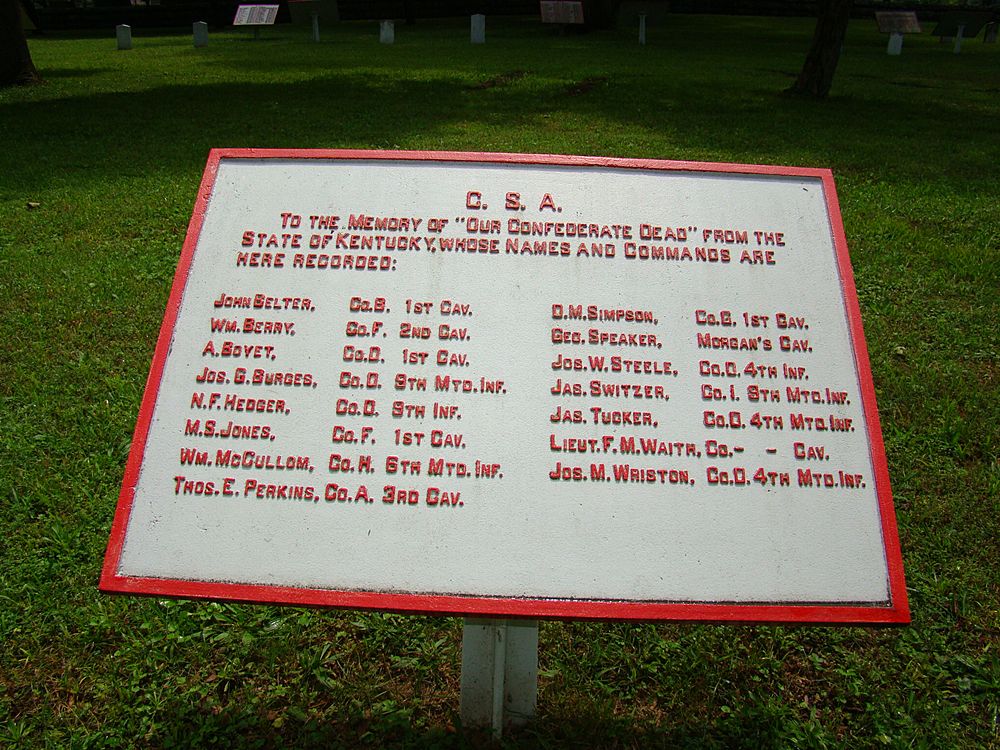 C. S. A.
TO THE MEMORY OF "OUR CONFEDERATE DEAD" FROM THE
STATE OF KENTUCKY, WHOSE NAMES AND COMMANDS ARE
HERE RECORDED:
JOHN BELTER, CO. B. 1ST CAV.
WM. BERRY, CO. F. 2ND CAV.
A. BOVET, CO. D. 1ST CAV.
JOS. G. BURGES, CO. D. 9TH MTD. INF.
N. F. HEDGER, CO. D. 9TH INF.
M. S. JONES, CO. F. 1ST CAV.
WM. MCCULLOM, CO. H. 6TH MTD. INF.
THOS. E. PERKINS, CO. A. 3RD CAV.
D. M. SIMPSON, CO. G. 1ST CAV.
GEO. SPEAKER, MORGAN'S CAV.
JOS. W. STEELE, CO. D. 4TH INF.
JAS. SWITZER, CO. I. 9TH MTD. INF.
JAS. TUCKER, CO. G. 4TH MTD. INF.
LIEUT. F. M. WAITH, CO. - - CAV.
JOS. M. WRISTON, CO. D. 4TH MTD. INF.